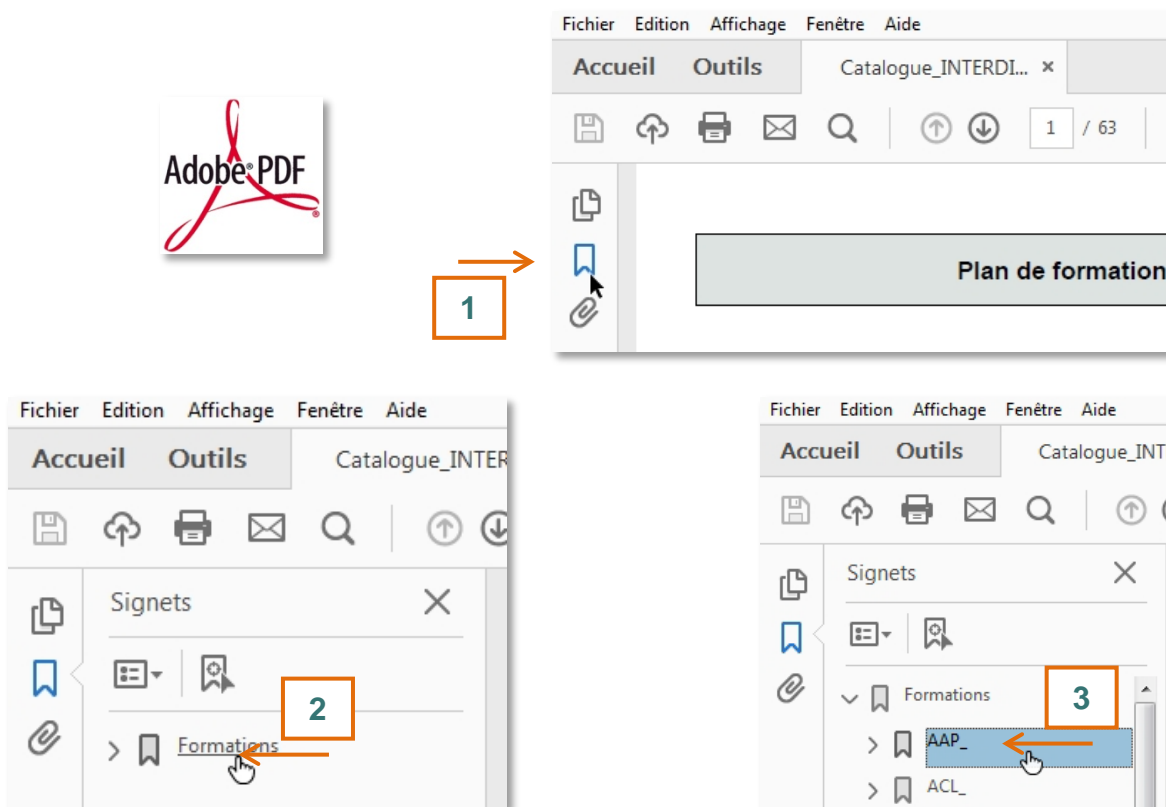 Fichier Edition Affichage Fenêtre Aide
Accueil Outils Catalogue_INTERDI... ×
1 / 63
Adobe® PDF
®
1
Plan de formation
Fichier Edition Affichage Fenêtre Aide
Accueil Outils Catalogue_INTER
Signets
2
Formations
Fichier Edition Affichage Fenêtre Aide
Accueil Outils Catalogue_INT
Signets
Formations
3
AAP_
ACL_